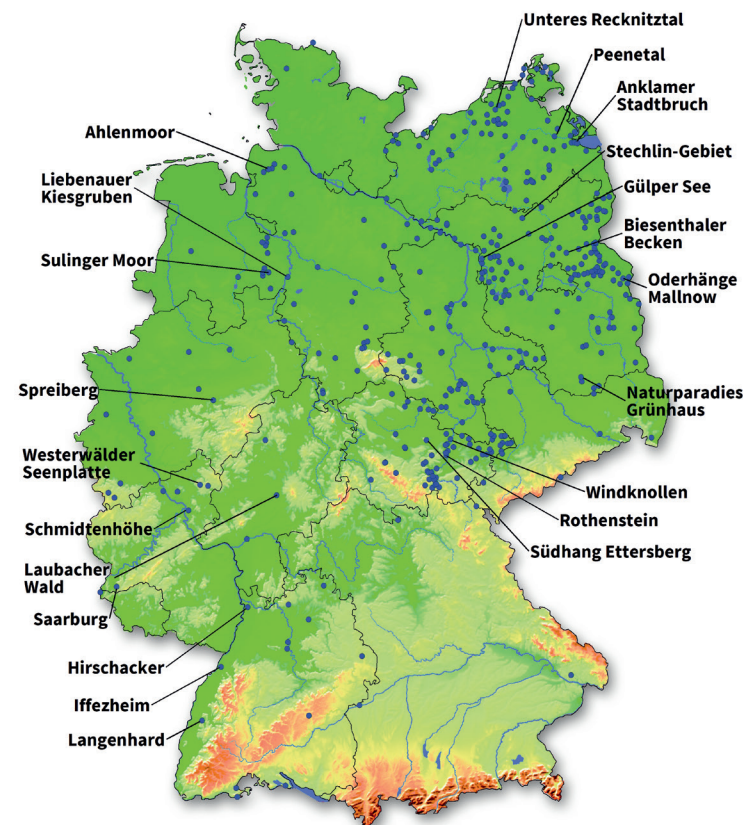 Unteres Recknitztal
Peenetal
Anklamer
Stadtbruch
Ahlenmoor
Stechlin-Gebiet
Liebenauer
Kiesgruben
Gülper See
Biesenthaler
Becken
Sulinger Moor
Oderhänge
Mallnow
Spreiberg
Naturparadies
Grünhaus
Westerwälder
Seenplatte
Windknollen
Schmidtenhöhe
Rothenstein
Südhang Ettersberg
Laubacher
Wald
Saarburg
Hirschacker
Iffezheim
Langenhard